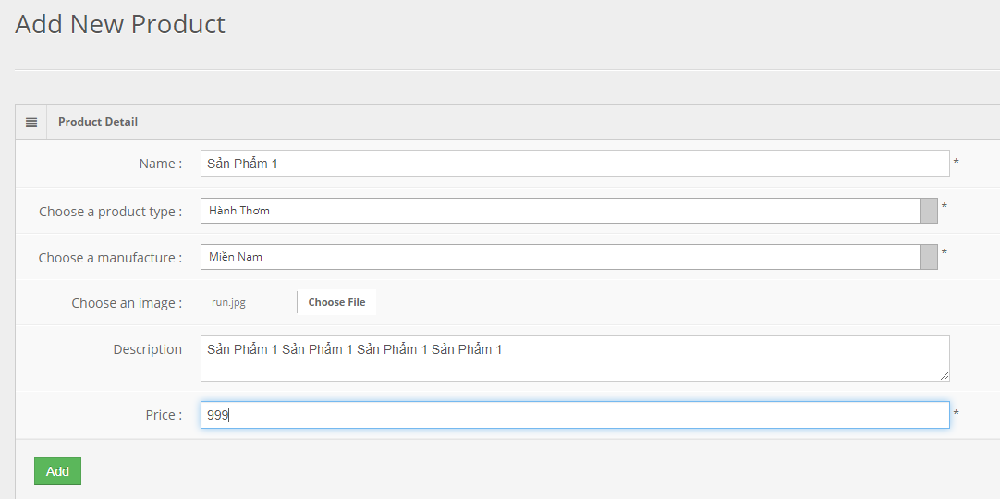 Add New Product
Product Detail
Name : Sản Phẩm 1 *
Choose a product type : Hành Thơm *
Choose a manufacture : Miền Nam *
Choose an image : run.jpg Choose File
Description Sản Phẩm 1 Sản Phẩm 1 Sản Phẩm 1 Sản Phẩm 1
Price : 999 *
Add